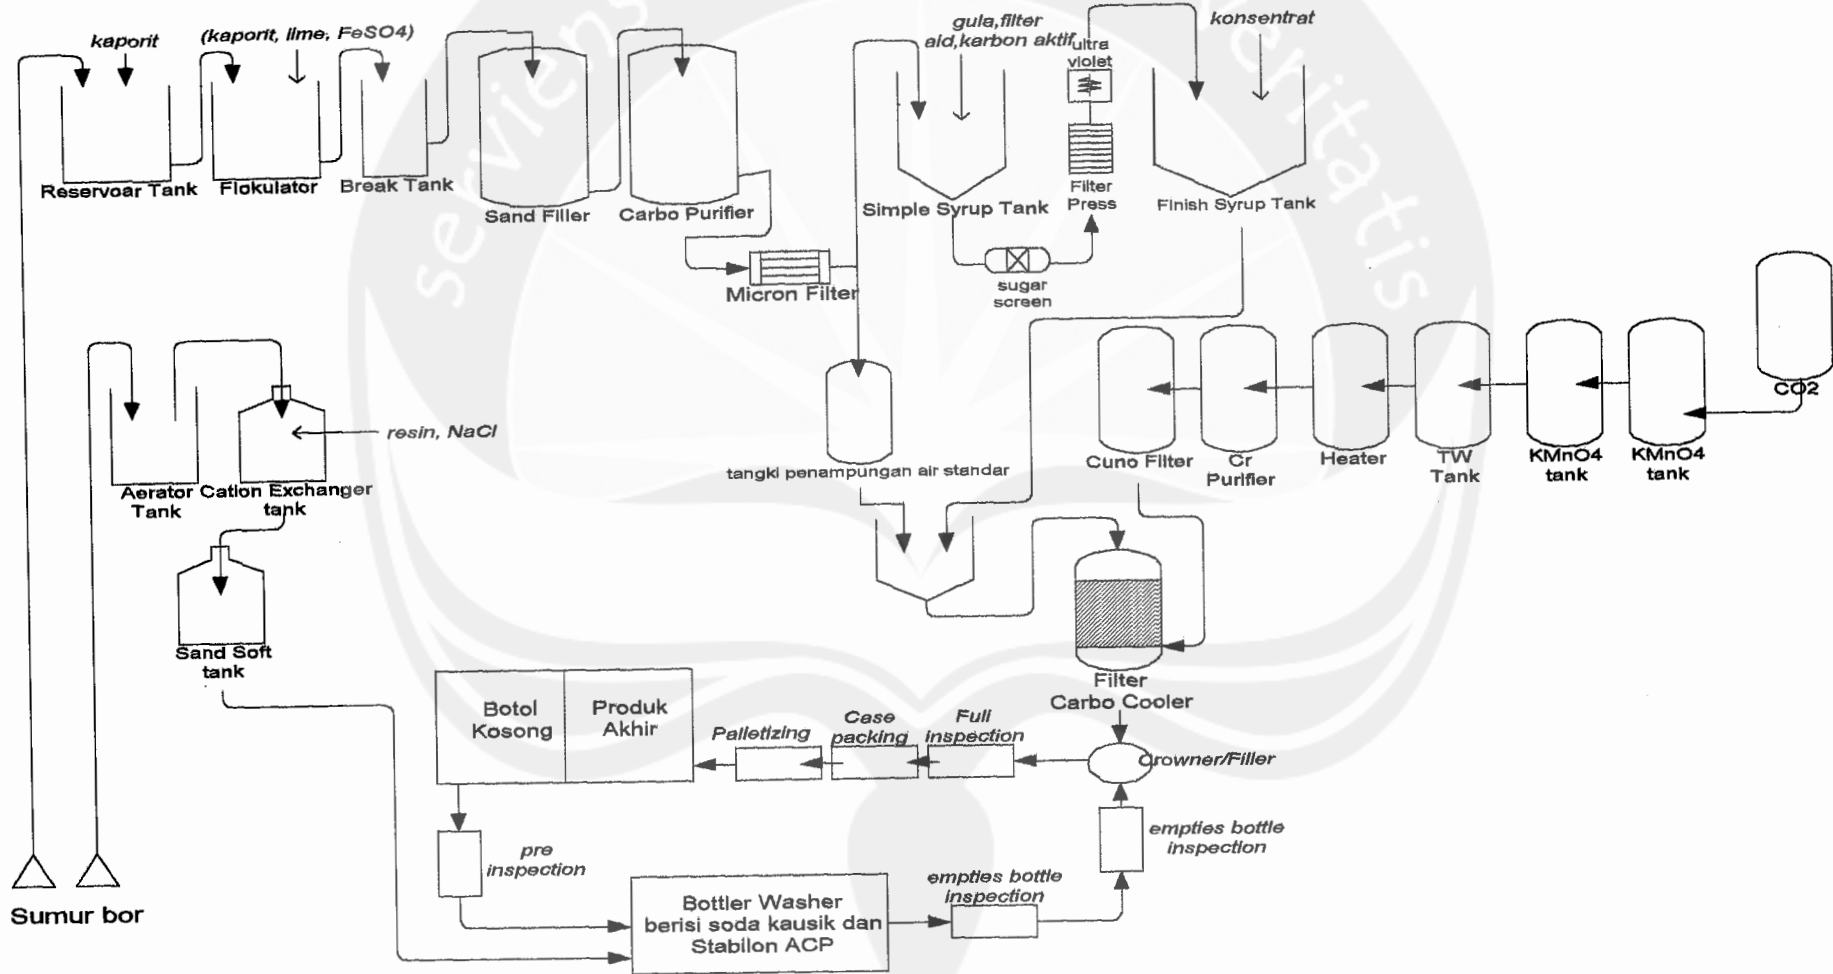 kaporit
(kaporit, ilme, FeSO4)
gula,filter
aid,karbon aktif
ultra
violet
konsentrat
Reservoar Tank
Flokulator
Break Tank
Sand Filler
Carbo Purifier
Simple Syrup Tank
Filter
Press
Finish Syrup Tank
Micron Filter
sugar
screen
serviens
veritatis
CO2
resin, NaCl
Aerator
Tank
Cation Exchanger
tank
tangki penampungan air standar
Cuno Filter
Cr
Purifier
Heater
TW
Tank
KMnO4
tank
KMnO4
tank
Sand Soft
tank
Filter
Carbo Cooler
Botol
Kosong
Produk
Akhir
Palletizing
Case
packing
Full
inspection
Crowner/Filler
pre
inspection
empties bottle
inspection
empties bottle
inspection
Bottler Washer
berisi soda kausik dan
Stabilon ACP
Sumur bor